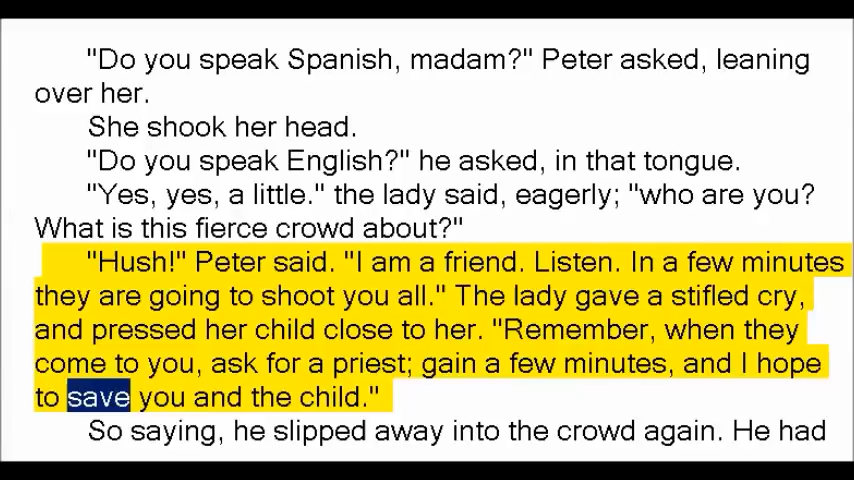 "Do you speak Spanish, madam?" Peter asked, leaning
over her.
She shook her head.
"Do you speak English?" he asked, in that tongue.
"Yes, yes, a little." the lady said, eagerly; "who are you?
What is this fierce crowd about?"
"Hush!" Peter said. "I am a friend. Listen. In a few minutes
they are going to shoot you all." The lady gave a stifled cry,
and pressed her child close to her. "Remember, when they
come to you, ask for a priest; gain a few minutes, and I hope
to save you and the child."
So saying, he slipped away into the crowd again. He had